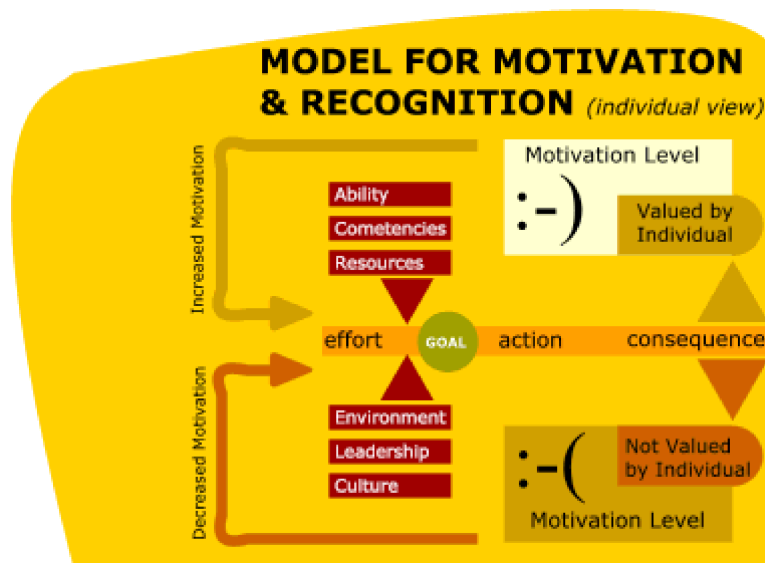 MODEL FOR MOTIVATION
& RECOGNITION (individual view)
Increased Motivation
Motivation Level
:-)
Valued by
Individual
Ability
Cometencies
Resources
effort
GOAL
action
consequence
Decreased Motivation
Environment
Leadership
Culture
:-(
Not Valued
by Individual
Motivation Level